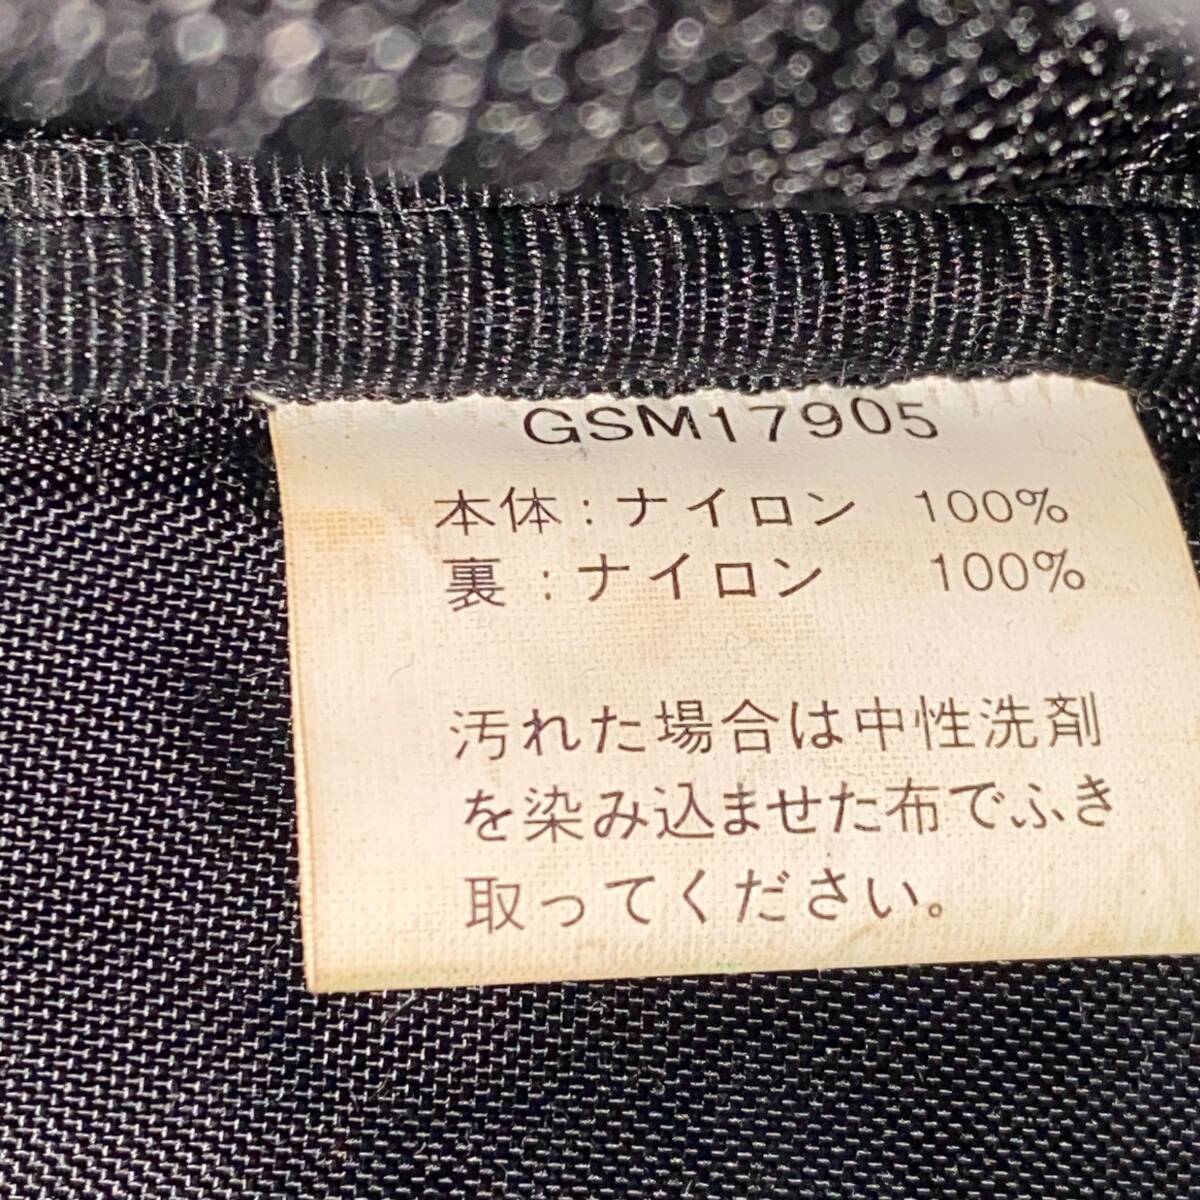 GSM17905
本体：ナイロン 100%
裏：ナイロン 100%
汚れた場合は中性洗剤
を染み込ませた布でふき
取ってください。